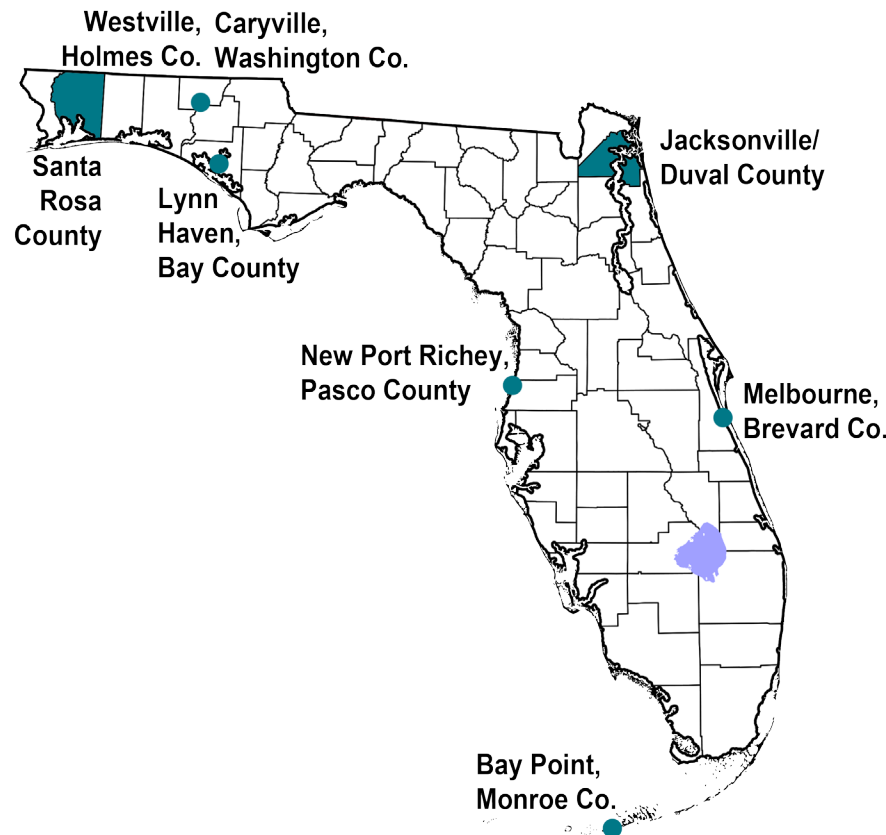 Westville,
Holmes Co.
Caryville,
Washington Co.
Santa
Rosa
County
Lynn
Haven,
Bay County
Jacksonville/
Duval County
New Port Richey,
Pasco County
Melbourne,
Brevard Co.
Bay Point,
Monroe Co.